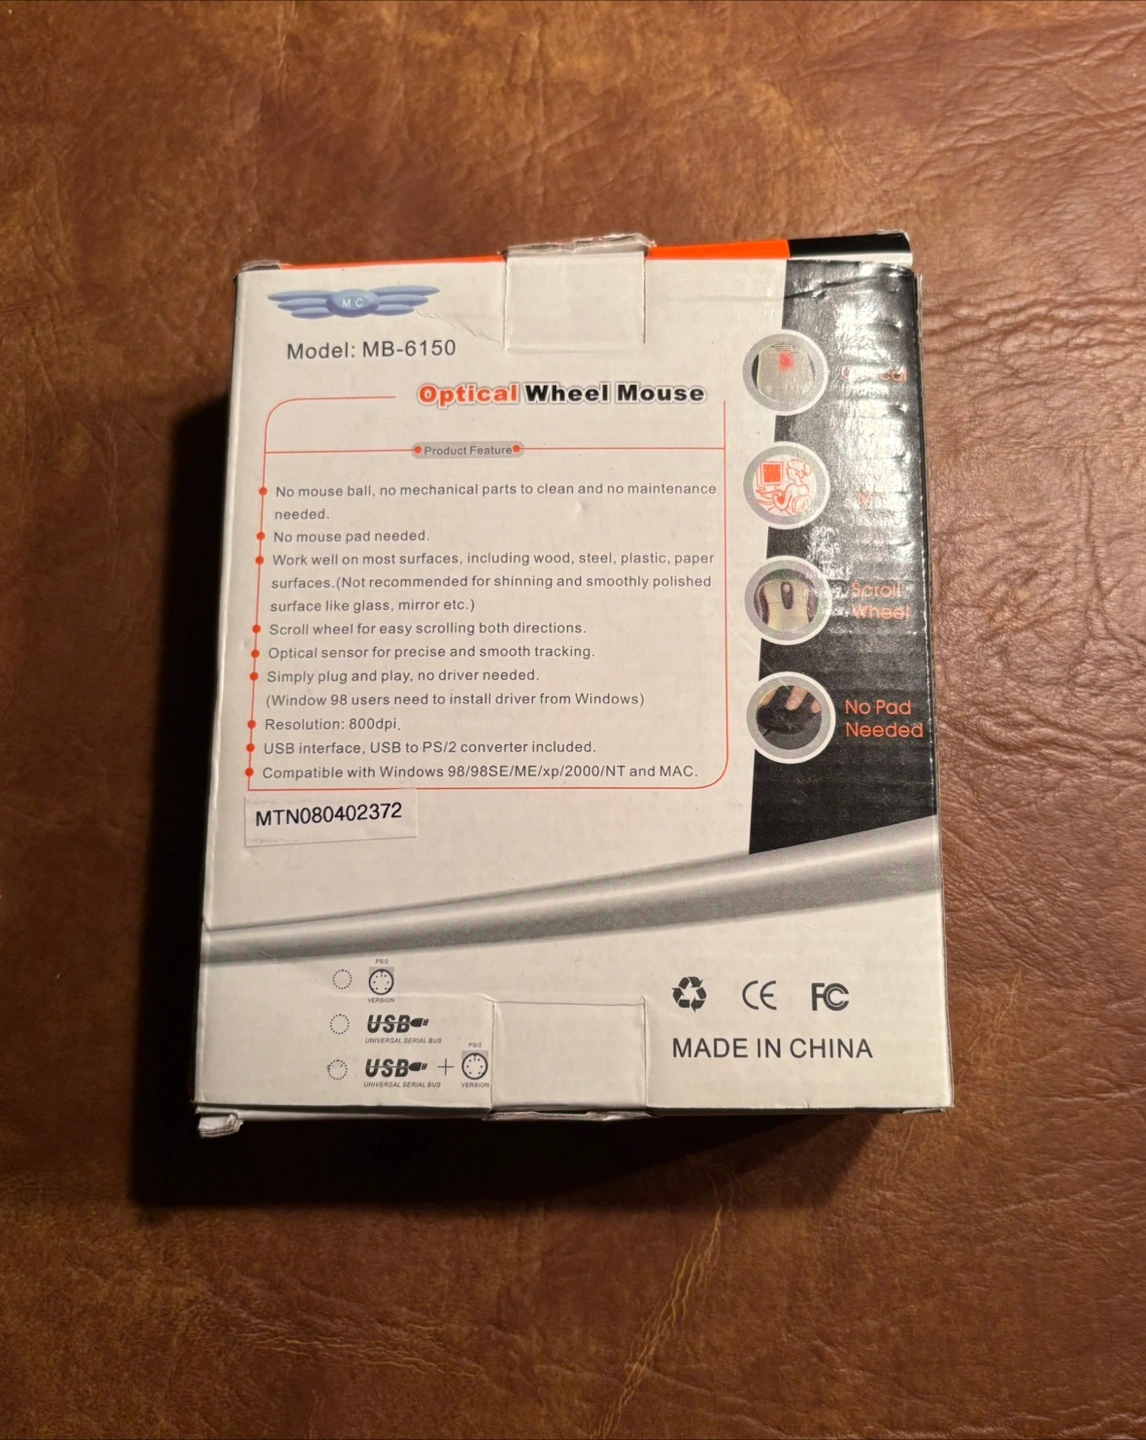 MC
Model: MB-6150
Optical Wheel Mouse
Product Feature
No mouse ball, no mechanical parts to clean and no maintenance
needed.
No mouse pad needed.
Work well on most surfaces, including wood, steel, plastic, paper
surfaces.(Not recommended for shinning and smoothly polished
surface like glass, mirror etc.)
Scroll wheel for easy scrolling both directions.
Optical sensor for precise and smooth tracking.
Simply plug and play, no driver needed.
(Window 98 users need to install driver from Windows)
Resolution: 800dpi.
USB interface, USB to PS/2 converter included.
Compatible with Windows 98/98SE/ME/xp/2000/NT and MAC.
Scroll
Wheel
No Pad
Needed
MTN080402372
PS/2
VERSION
USB
UNIVERSAL SERIAL BUS
USB + PS/2
UNIVERSAL SERIAL BUS VERSION
CE FC
MADE IN CHINA